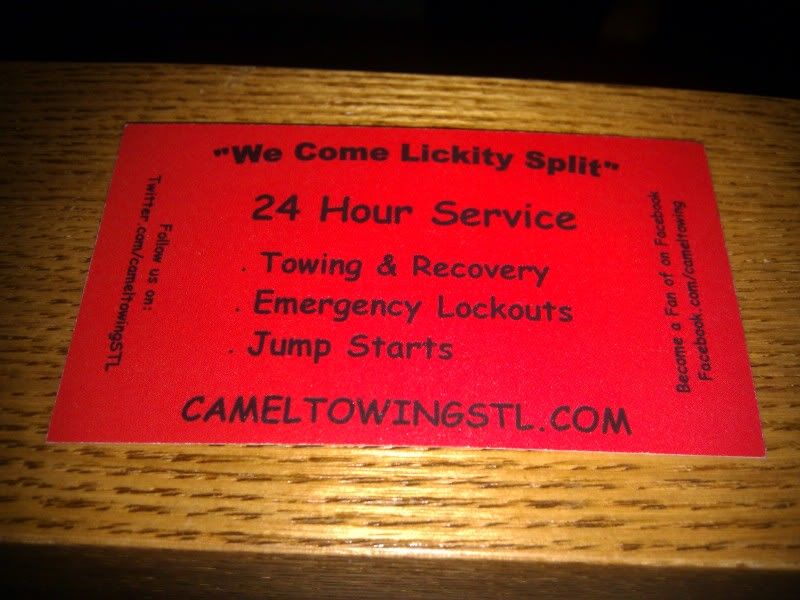 "We Come Lickity Split"
24 Hour Service
. Towing & Recovery
. Emergency Lockouts
. Jump Starts
CAMELTOWINGSTL.COM
Follow us on:
Twitter.com/cameltowingSTL
Become a Fan of on Facebook
Facebook.com/cameltowing